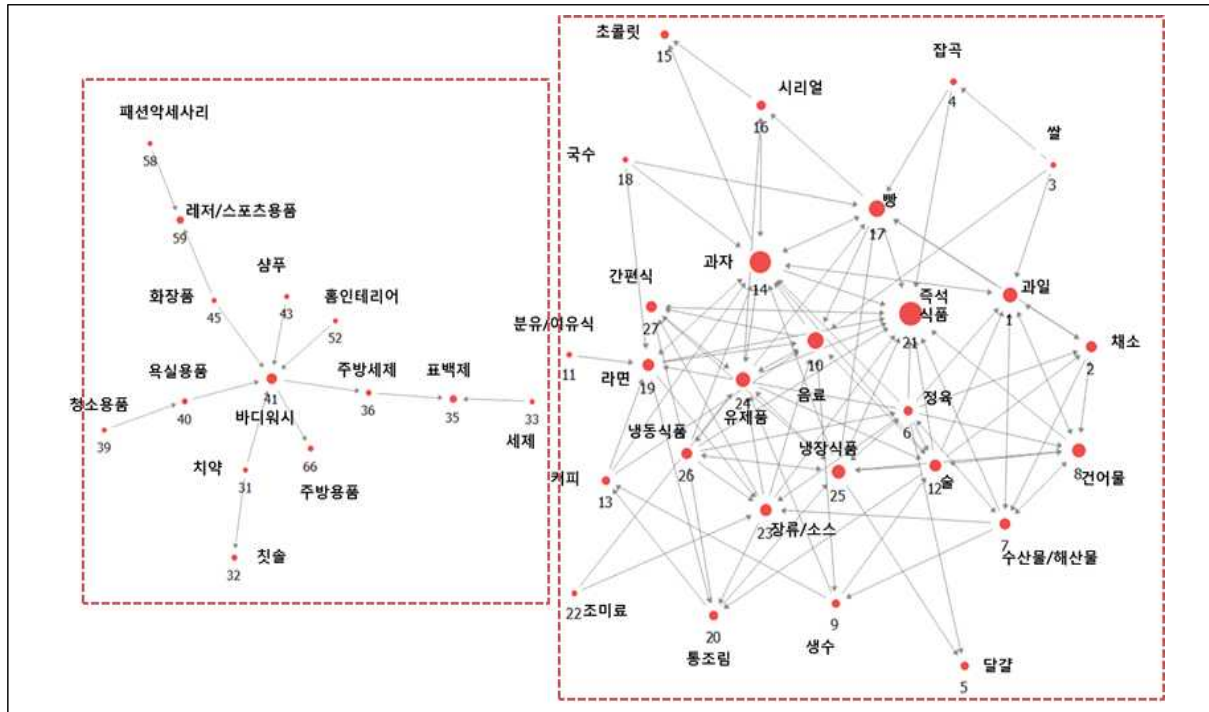 패션악세사리
58
레저/스포츠용품
59
샴푸
화장품
43
홈인테리어
45
52
욕실용품
주방세제
표백제
청소용품
40
41
바디워시
36
35
33
39
세제
치약
31
66
주방용품
칫솔
32
초콜릿
15
잡곡
시리얼
4
16
쌀
국수
3
18
빵
17
과자
간편식
14
즉석
식품
과일
27
21
1
분유/이유식
10
채소
11
라면
19
2
음료
24
유제품
정육
냉동식품
6
냉장식품
커피
26
25
술
12
건어물
8
13
23
장류/소스
7
수산물/해산물
22
조미료
9
20
생수
통조림
달걀
5